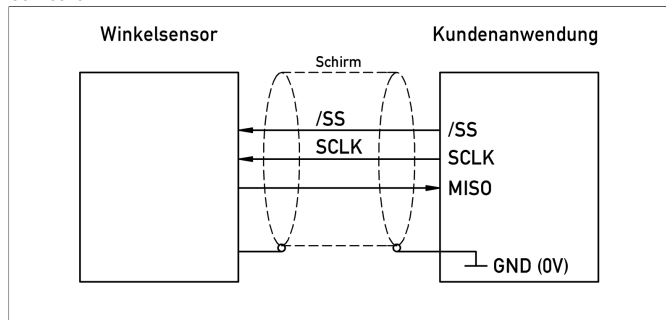 Winkelsensor
Kundenanwendung
Schirm
/SS
/SS
SCLK
SCLK
MISO
GND (0V)